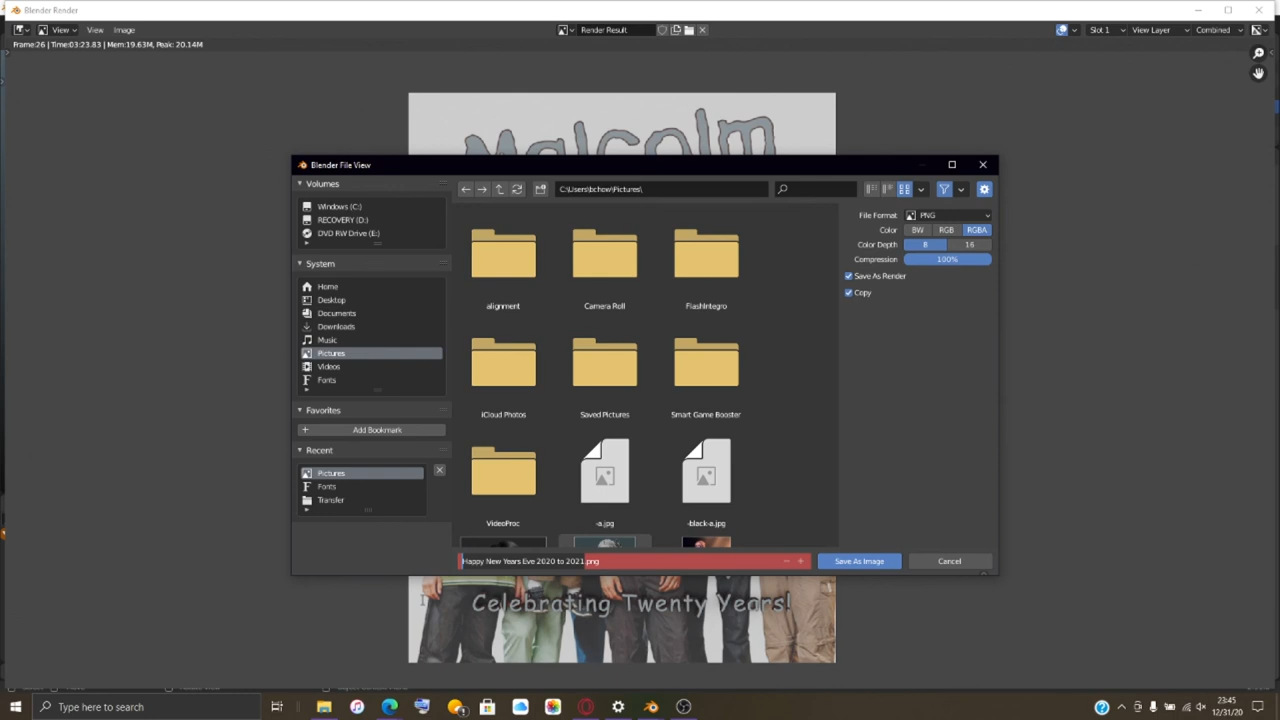 Blender Render
View
View
Image
Render Result
Slot 1
View Layer
Combined
Frame:26 | Time:03:23.83 | Mem:19.63M, Peak: 20.14M
Malcolm
Blender File View
Volumes
C:\Users\bchow\Pictures\
Windows (C:)
RECOVERY (D:)
DVD RW Drive (E:)
File Format
PNG
Color
BW
RGB
RGBA
Color Depth
8
16
Compression
100%
Save As Render
Copy
System
Home
Desktop
Documents
Downloads
Music
Pictures
Videos
Fonts
alignment
Camera Roll
FlashIntegro
iCloud Photos
Saved Pictures
Smart Game Booster
Favorites
Add Bookmark
Recent
Pictures
Fonts
Transfer
VideoProc
-a.jpg
-black-a.jpg
Happy New Years Eve 2020 to 2021.png
Save As Image
Cancel
Celebrating Twenty Years!
Type here to search
23:45
12/31/20